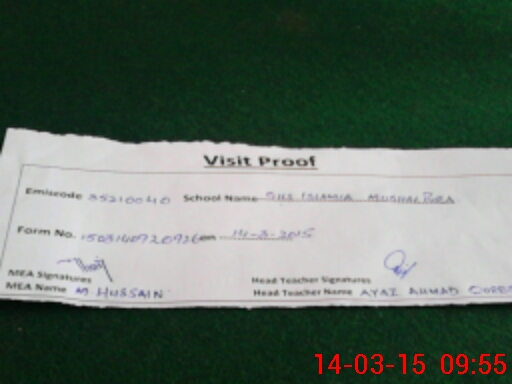 Visit Proof
Emiscode 35210040 School Name GHS ISLAMIA MUGHALPURA
Form No. on 14-3-2015
MEA Signatures Head Teacher Signatures
MEA Name M. HUSSAIN Head Teacher Name AYAZ AHMAD
14-03-15 09:55